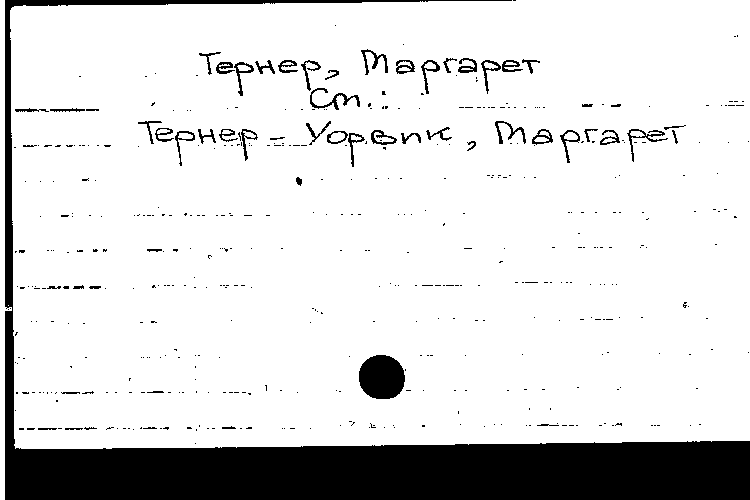 Тернер, Маргарет
См.:
Тернер - Уорвик, Маргарет